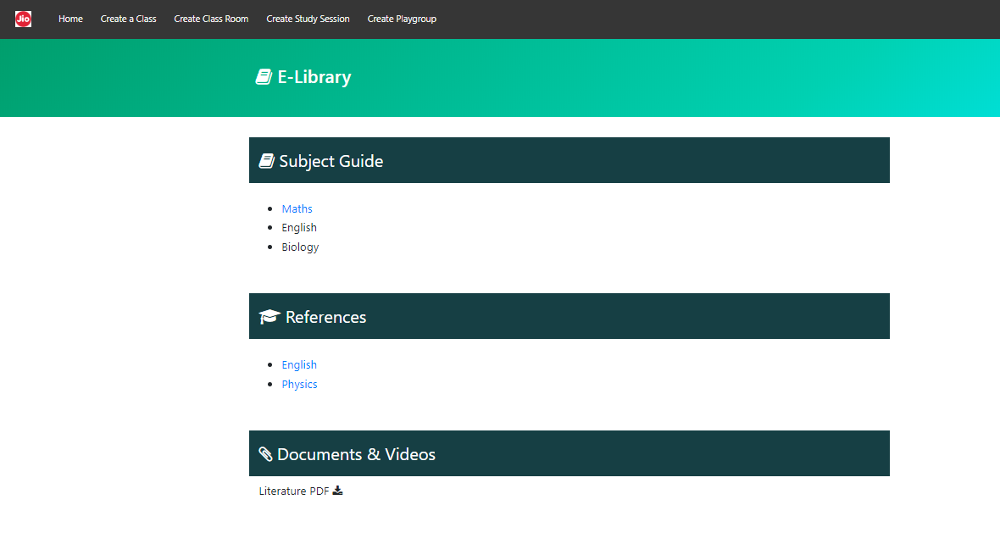 Jio Home Create a Class Create Class Room Create Study Session Create Playgroup
E-Library
Subject Guide
Maths
English
Biology
References
English
Physics
Documents & Videos
Literature PDF